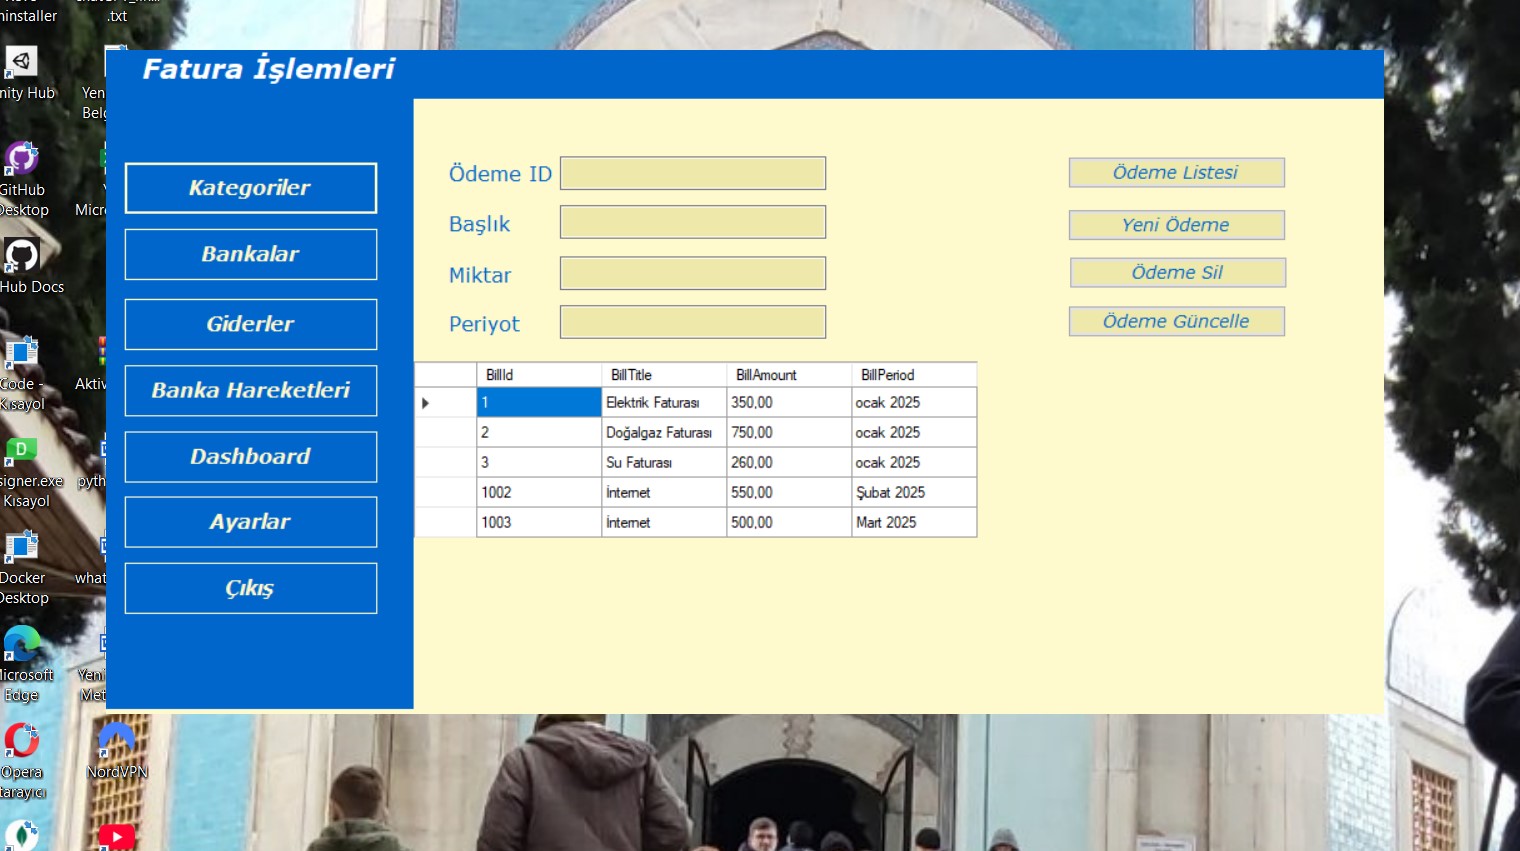 ninstaller
.txt
nity Hub
Yen
Belg
GitHub
Desktop
Micro
Hub Docs
Code -
Kısayol
Aktiv
signer.exe
Kısayol
pyth
Docker
Desktop
what
Microsoft
Edge
Yeni
Met
Opera
tarayıcı
NordVPN
Fatura İşlemleri
Kategoriler
Bankalar
Giderler
Banka Hareketleri
Dashboard
Ayarlar
Çıkış
Ödeme ID
Başlık
Miktar
Periyot
Ödeme Listesi
Yeni Ödeme
Ödeme Sil
Ödeme Güncelle
BillId BillTitle BillAmount BillPeriod
1 Elektrik Faturası 350,00 ocak 2025
2 Doğalgaz Faturası 750,00 ocak 2025
3 Su Faturası 260,00 ocak 2025
1002 İnternet 550,00 Şubat 2025
1003 İnternet 500,00 Mart 2025